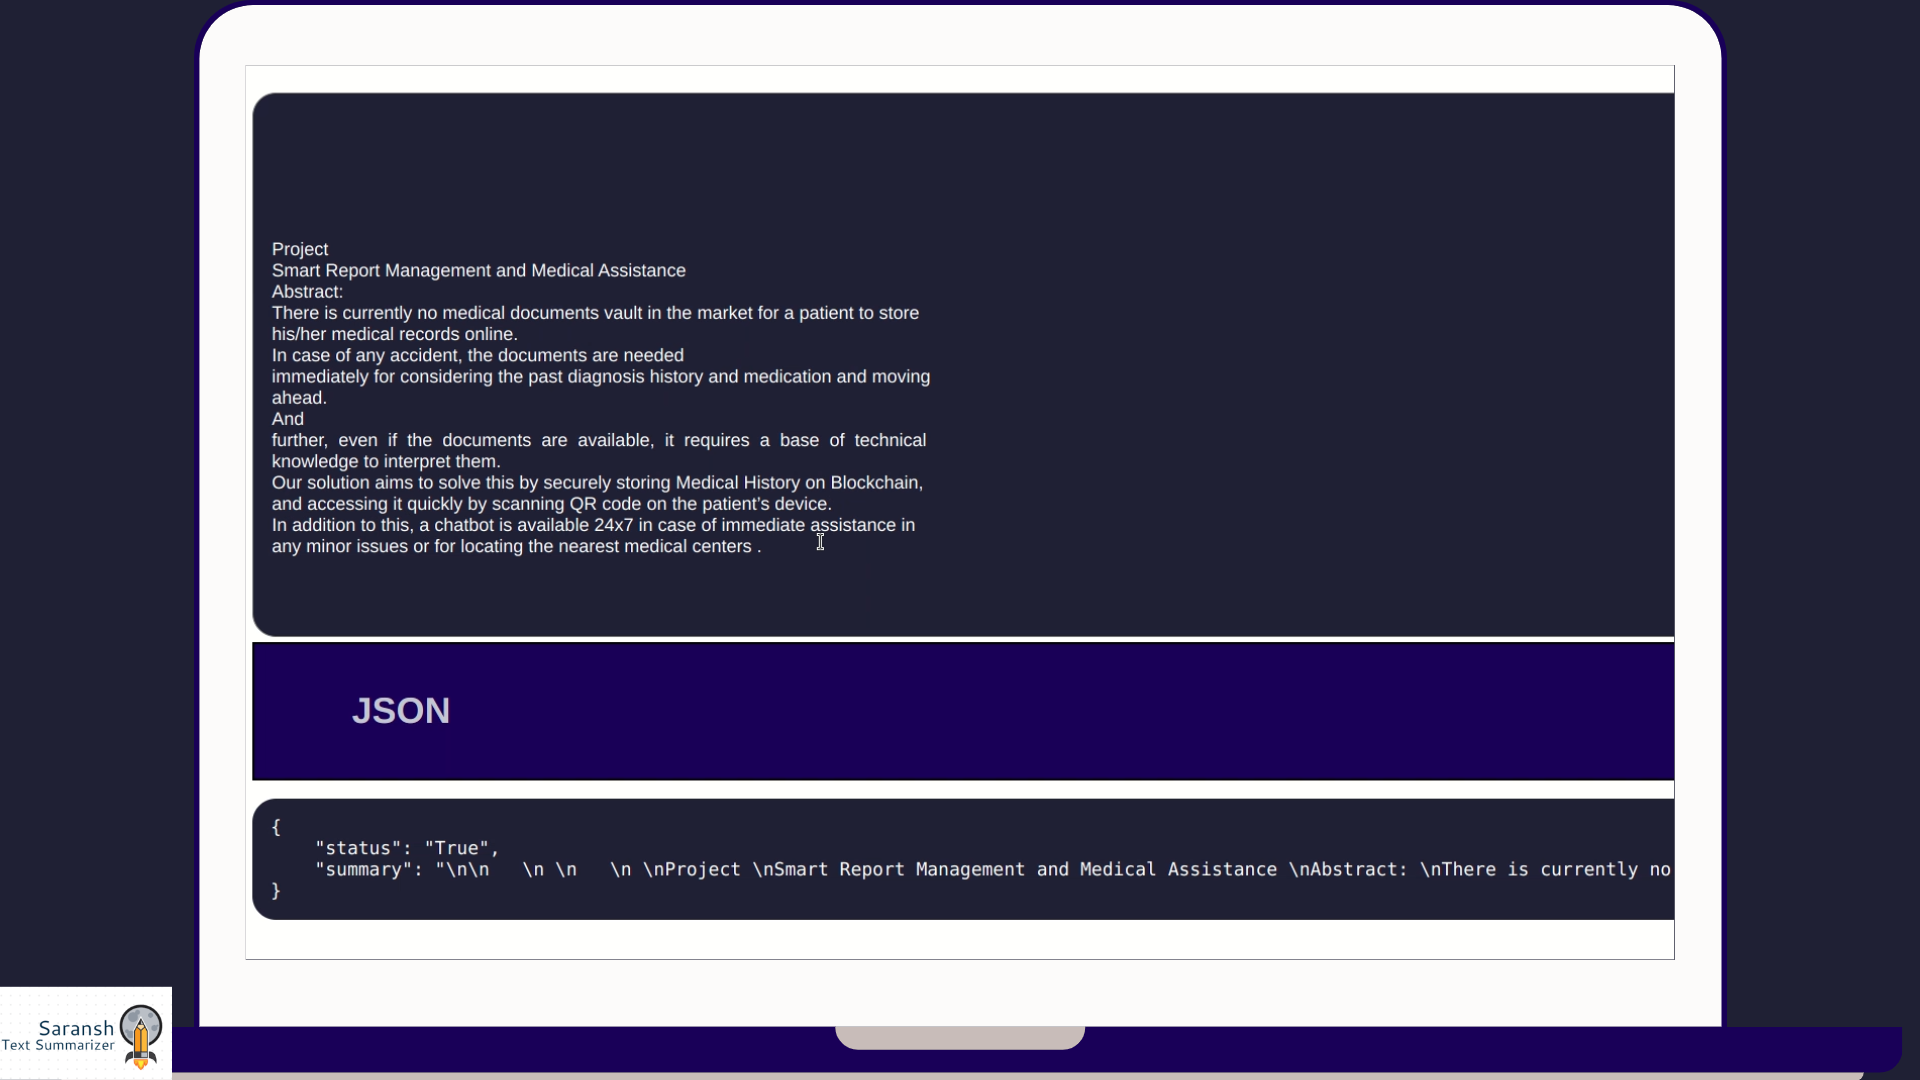 Project
Smart Report Management and Medical Assistance
Abstract:
There is currently no medical documents vault in the market for a patient to store
his/her medical records online.
In case of any accident, the documents are needed
immediately for considering the past diagnosis history and medication and moving
ahead.
And
further, even if the documents are available, it requires a base of technical
knowledge to interpret them.
Our solution aims to solve this by securely storing Medical History on Blockchain,
and accessing it quickly by scanning QR code on the patient’s device.
In addition to this, a chatbot is available 24x7 in case of immediate assistance in
any minor issues or for locating the nearest medical centers .
JSON
{
    "status": "True",
    "summary": "\n\n   \n \n   \n \nProject \nSmart Report Management and Medical Assistance \nAbstract: \nThere is currently no
}
Saransh
Text Summarizer